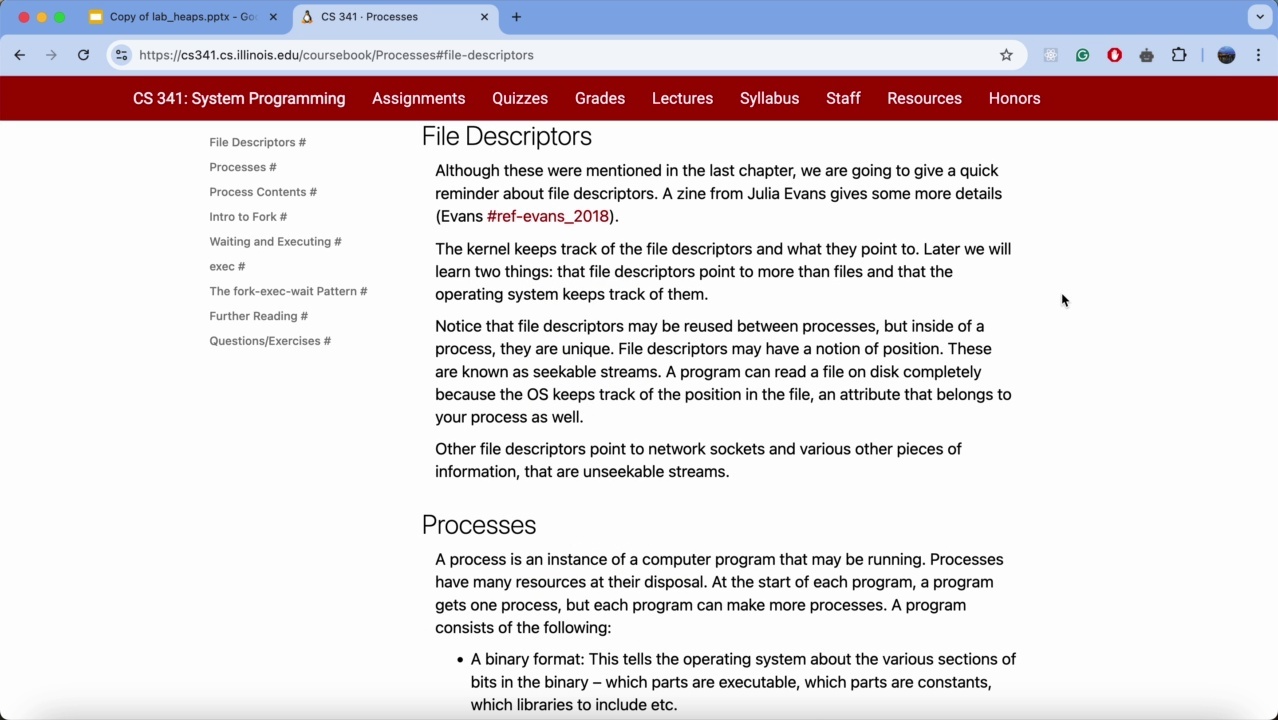 Copy of lab_heaps.pptx - Goo
CS 341 · Processes
https://cs341.cs.illinois.edu/coursebook/Processes#file-descriptors
CS 341: System Programming Assignments Quizzes Grades Lectures Syllabus Staff Resources Honors
File Descriptors #
Processes #
Process Contents #
Intro to Fork #
Waiting and Executing #
exec #
The fork-exec-wait Pattern #
Further Reading #
Questions/Exercises #
File Descriptors
Although these were mentioned in the last chapter, we are going to give a quick
reminder about file descriptors. A zine from Julia Evans gives some more details
(Evans #ref-evans_2018).
The kernel keeps track of the file descriptors and what they point to. Later we will
learn two things: that file descriptors point to more than files and that the
operating system keeps track of them.
Notice that file descriptors may be reused between processes, but inside of a
process, they are unique. File descriptors may have a notion of position. These
are known as seekable streams. A program can read a file on disk completely
because the OS keeps track of the position in the file, an attribute that belongs to
your process as well.
Other file descriptors point to network sockets and various other pieces of
information, that are unseekable streams.
Processes
A process is an instance of a computer program that may be running. Processes
have many resources at their disposal. At the start of each program, a program
gets one process, but each program can make more processes. A program
consists of the following:
• A binary format: This tells the operating system about the various sections of
bits in the binary – which parts are executable, which parts are constants,
which libraries to include etc.